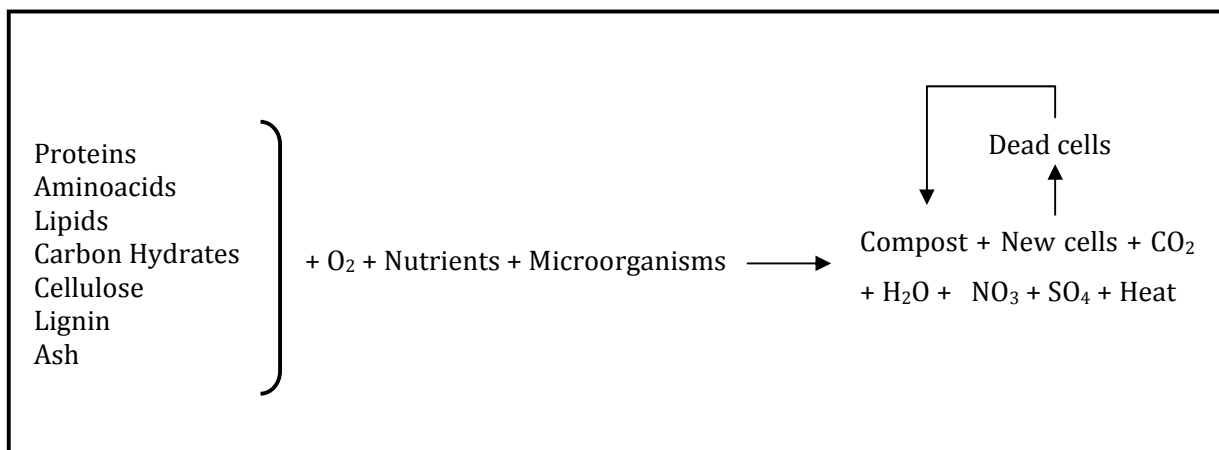 Proteins
Aminoacids
Lipids
Carbon Hydrates
Cellulose
Lignin
Ash
+ O₂ + Nutrients + Microorganisms
Dead cells
Compost + New cells + CO₂
+ H₂O + NO₃ + SO₄ + Heat